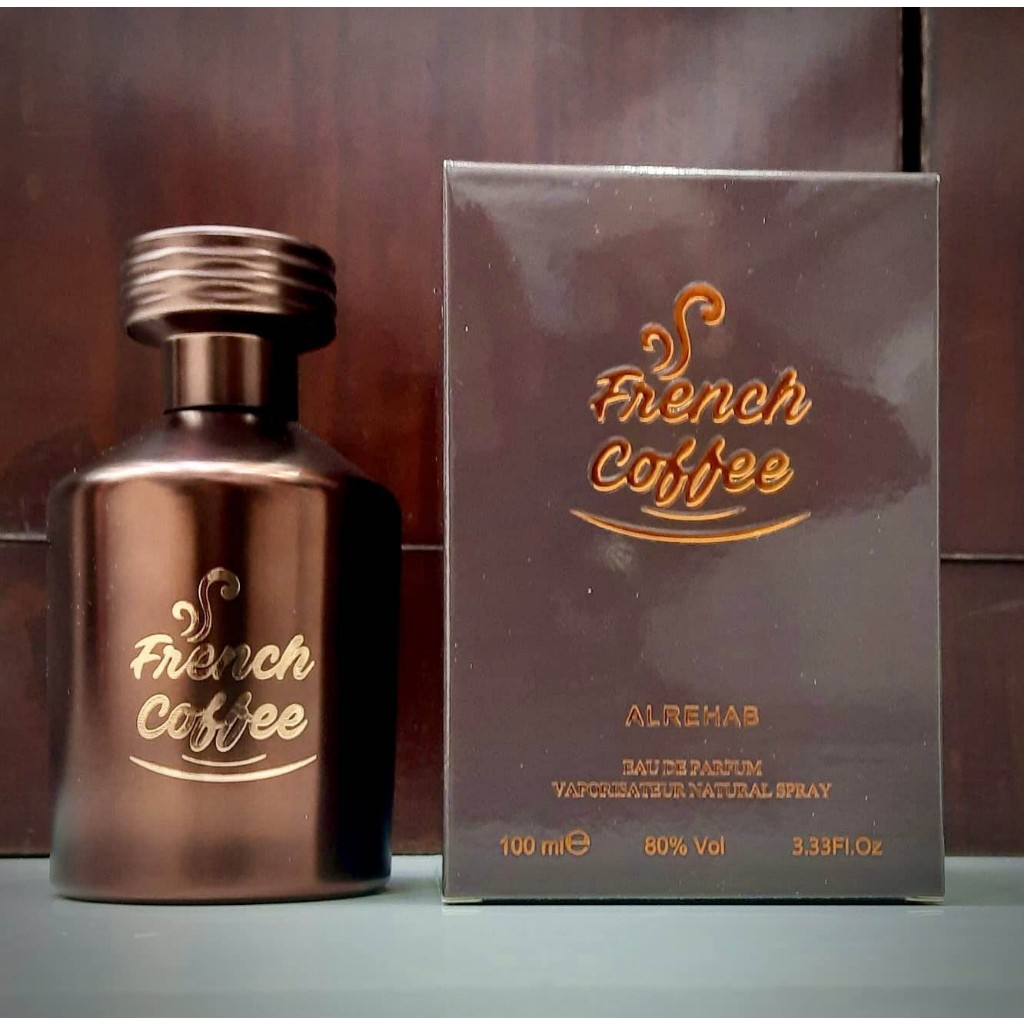 French
Coffee
French
Coffee
ALREHAB
EAU DE PARFUM
VAPORISATEUR NATURAL SPRAY
100 ml ℮ 80% Vol 3.33Fl.Oz